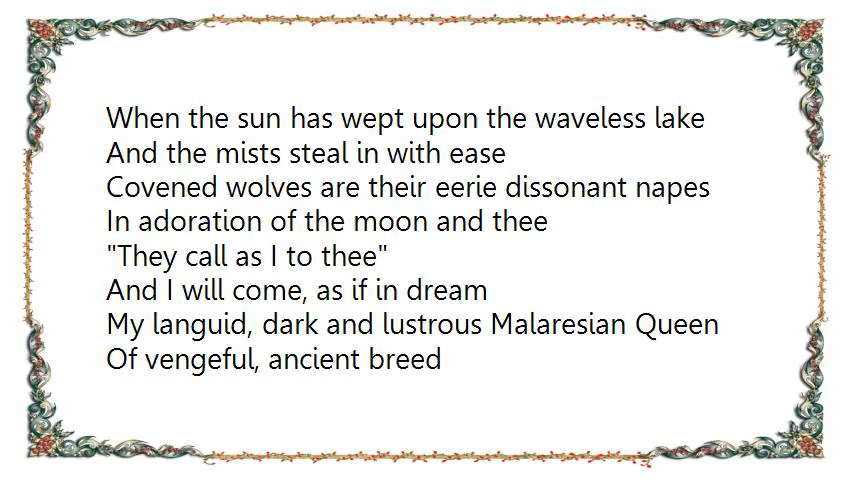 When the sun has wept upon the waveless lake
And the mists steal in with ease
Covened wolves are their eerie dissonant napes
In adoration of the moon and thee
"They call as I to thee"
And I will come, as if in dream
My languid, dark and lustrous Malaresian Queen
Of vengeful, ancient breed